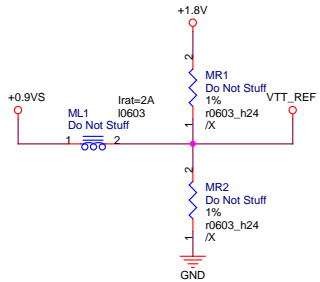 +1.8V
MR1
Do Not Stuff
1%
r0603_h24
/X
2
1
+0.9VS
ML1
Do Not Stuff
Irat=2A
l0603
1
2
VTT_REF
MR2
Do Not Stuff
1%
r0603_h24
/X
2
1
GND